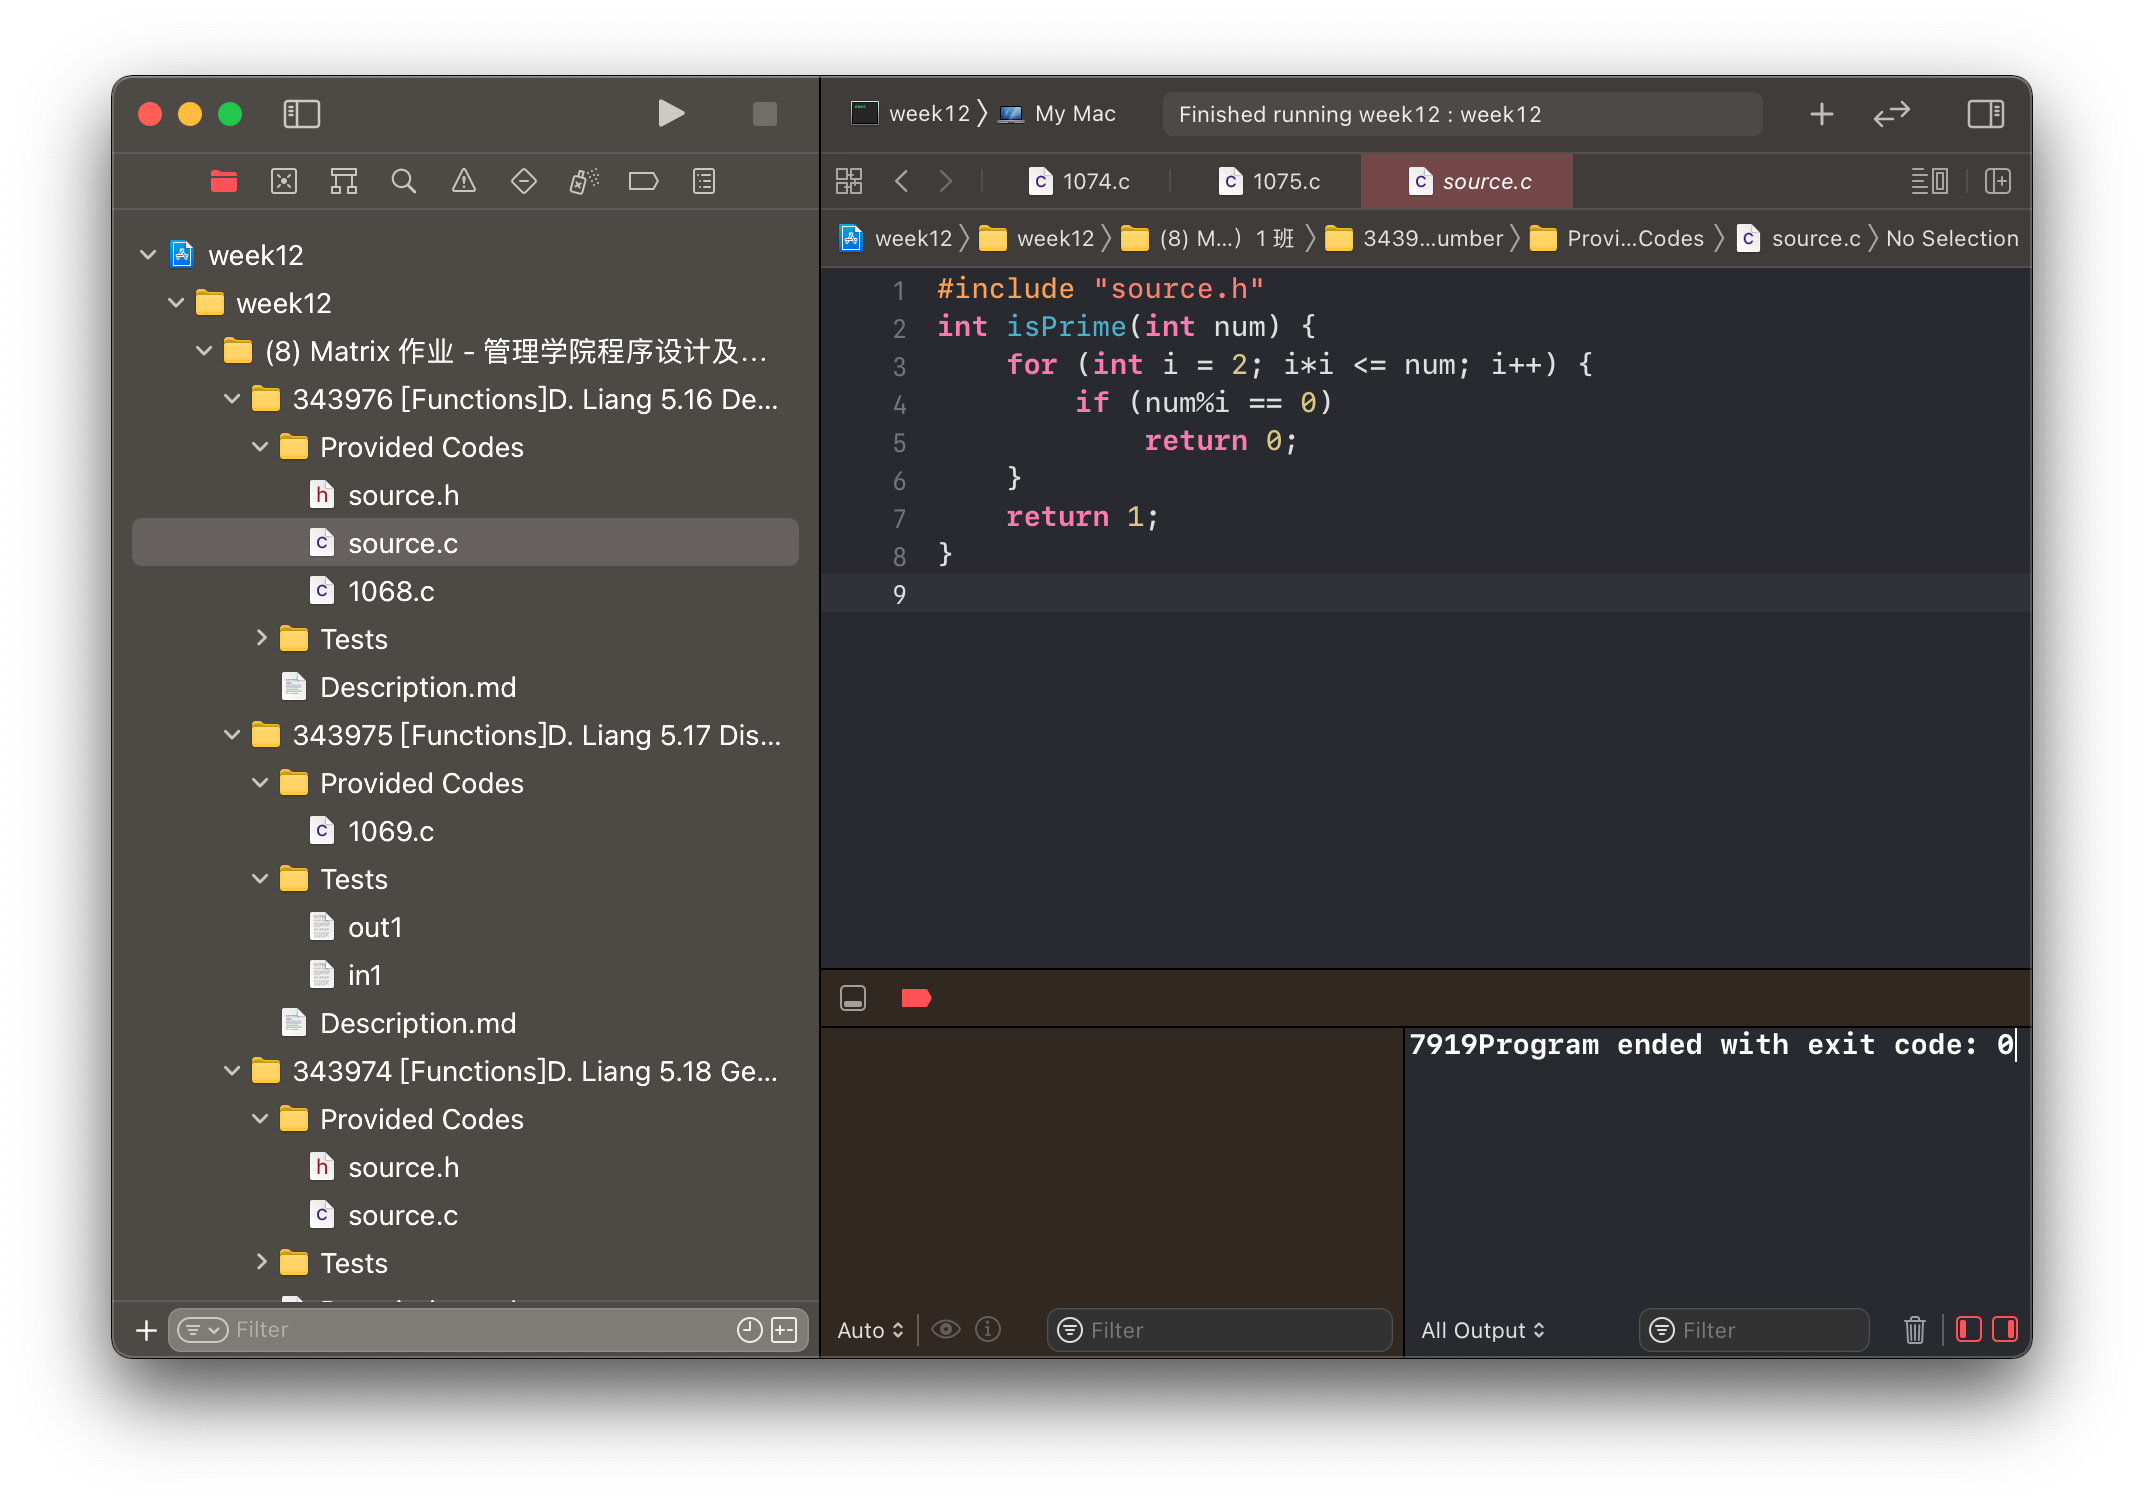 week12 〉 My Mac
Finished running week12 : week12
1074.c
1075.c
source.c
week12 〉 week12 〉 (8) M...）1 班 〉 3439...umber 〉 Provi...Codes 〉 source.c 〉 No Selection
week12
week12
(8) Matrix 作业 - 管理学院程序设计及...
343976 [Functions]D. Liang 5.16 De...
Provided Codes
source.h
source.c
1068.c
Tests
Description.md
343975 [Functions]D. Liang 5.17 Dis...
Provided Codes
1069.c
Tests
out1
in1
Description.md
343974 [Functions]D. Liang 5.18 Ge...
Provided Codes
source.h
source.c
Tests
Filter
1 #include "source.h"
2 int isPrime(int num) {
3     for (int i = 2; i*i <= num; i++) {
4         if (num%i == 0)
5             return 0;
6     }
7     return 1;
8 }
9
7919Program ended with exit code: 0
Auto
Filter
All Output
Filter